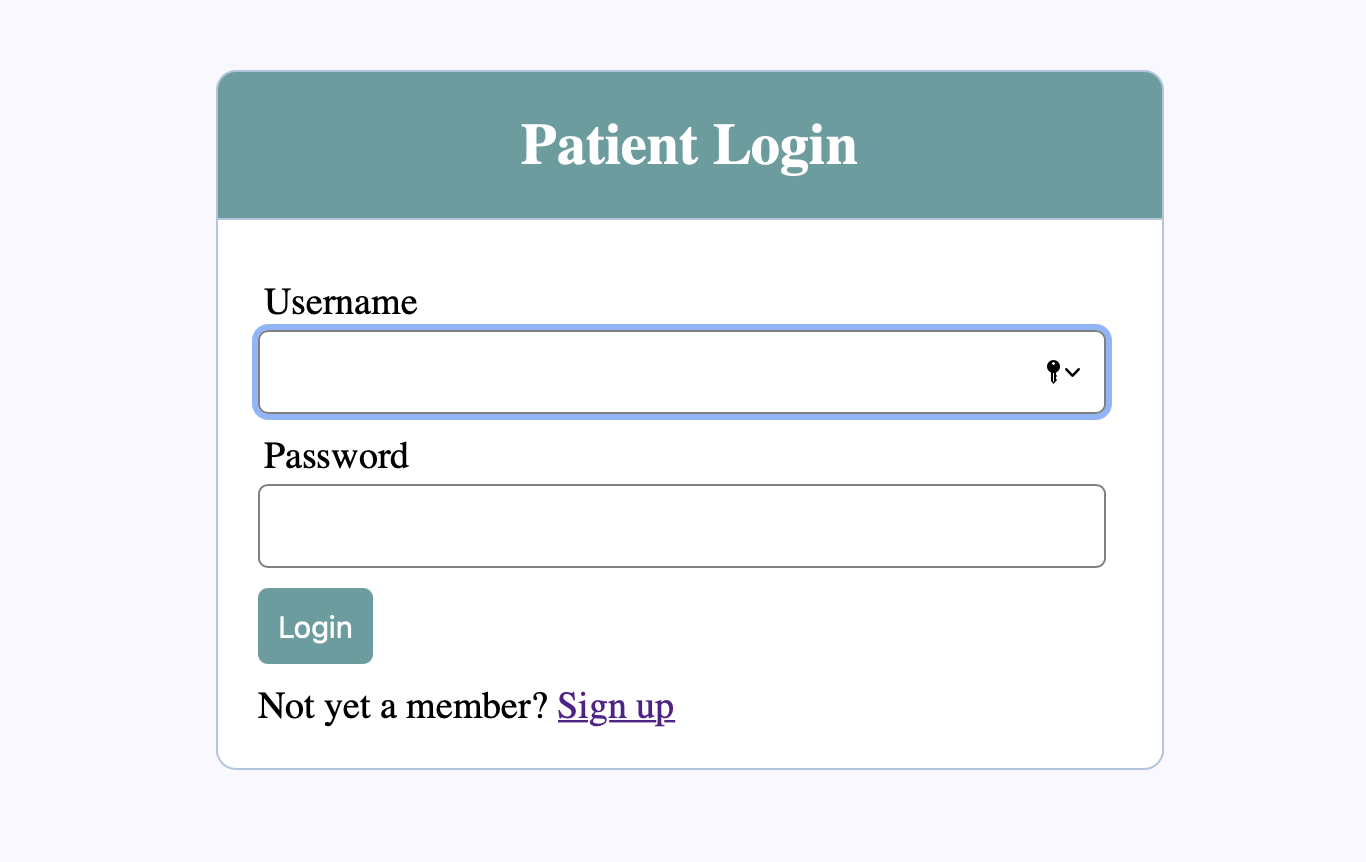 Patient Login
Username
Password
Login
Not yet a member? Sign up